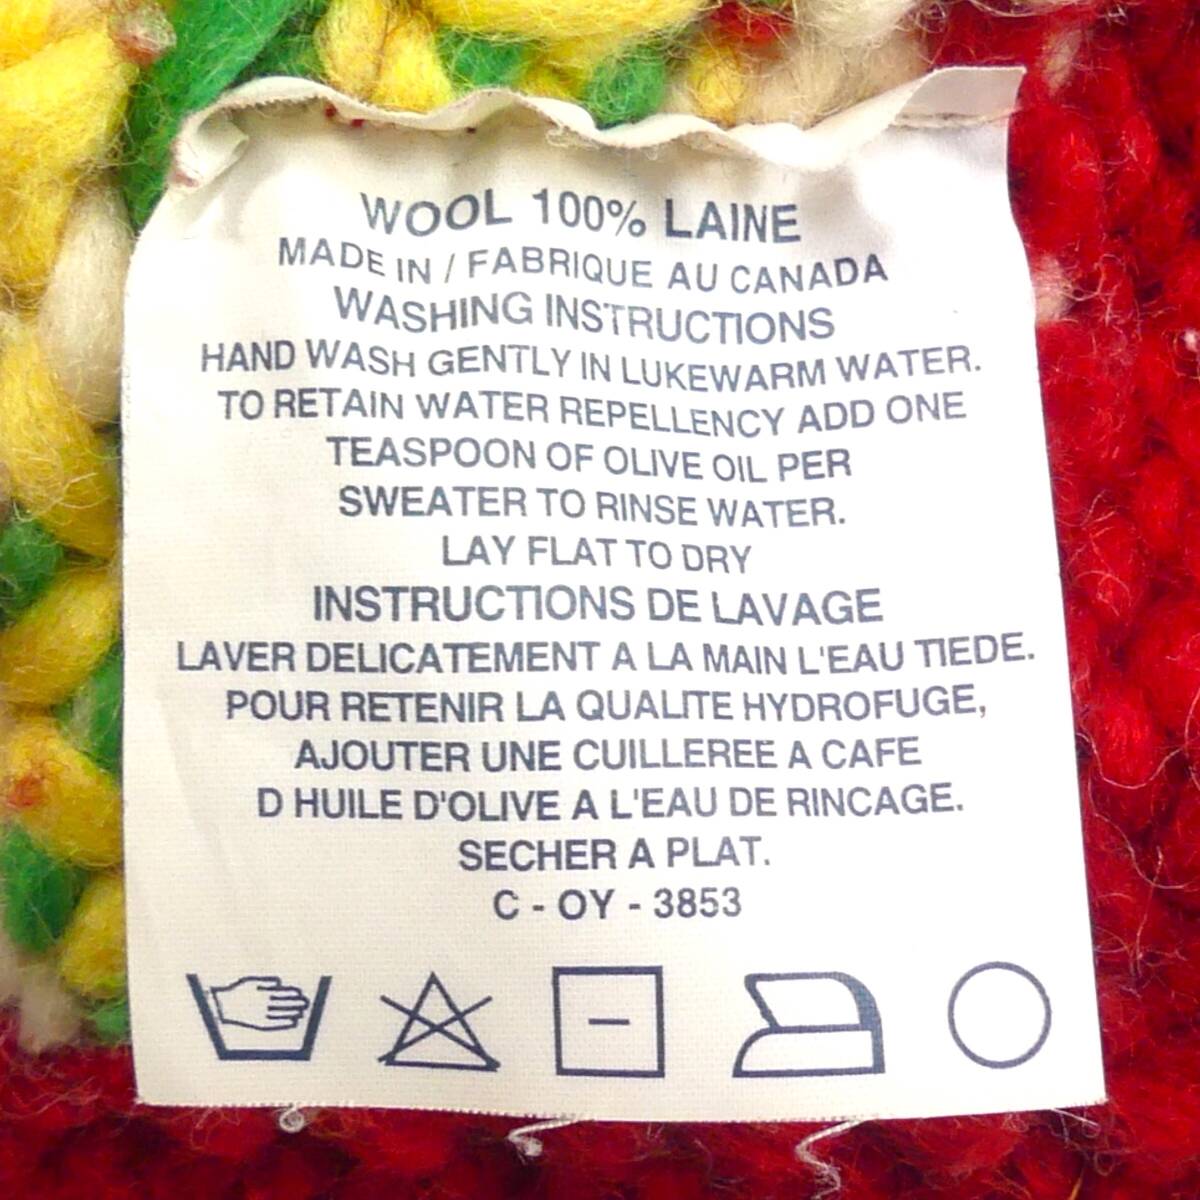 WOOL 100% LAINE
MADE IN / FABRIQUE AU CANADA
WASHING INSTRUCTIONS
HAND WASH GENTLY IN LUKEWARM WATER.
TO RETAIN WATER REPELLENCY ADD ONE
TEASPOON OF OLIVE OIL PER
SWEATER TO RINSE WATER.
LAY FLAT TO DRY
INSTRUCTIONS DE LAVAGE
LAVER DELICATEMENT A LA MAIN L'EAU TIEDE.
POUR RETENIR LA QUALITE HYDROFUGE,
AJOUTER UNE CUILLEREE A CAFE
D HUILE D'OLIVE A L'EAU DE RINCAGE.
SECHER A PLAT.
C - OY - 3853